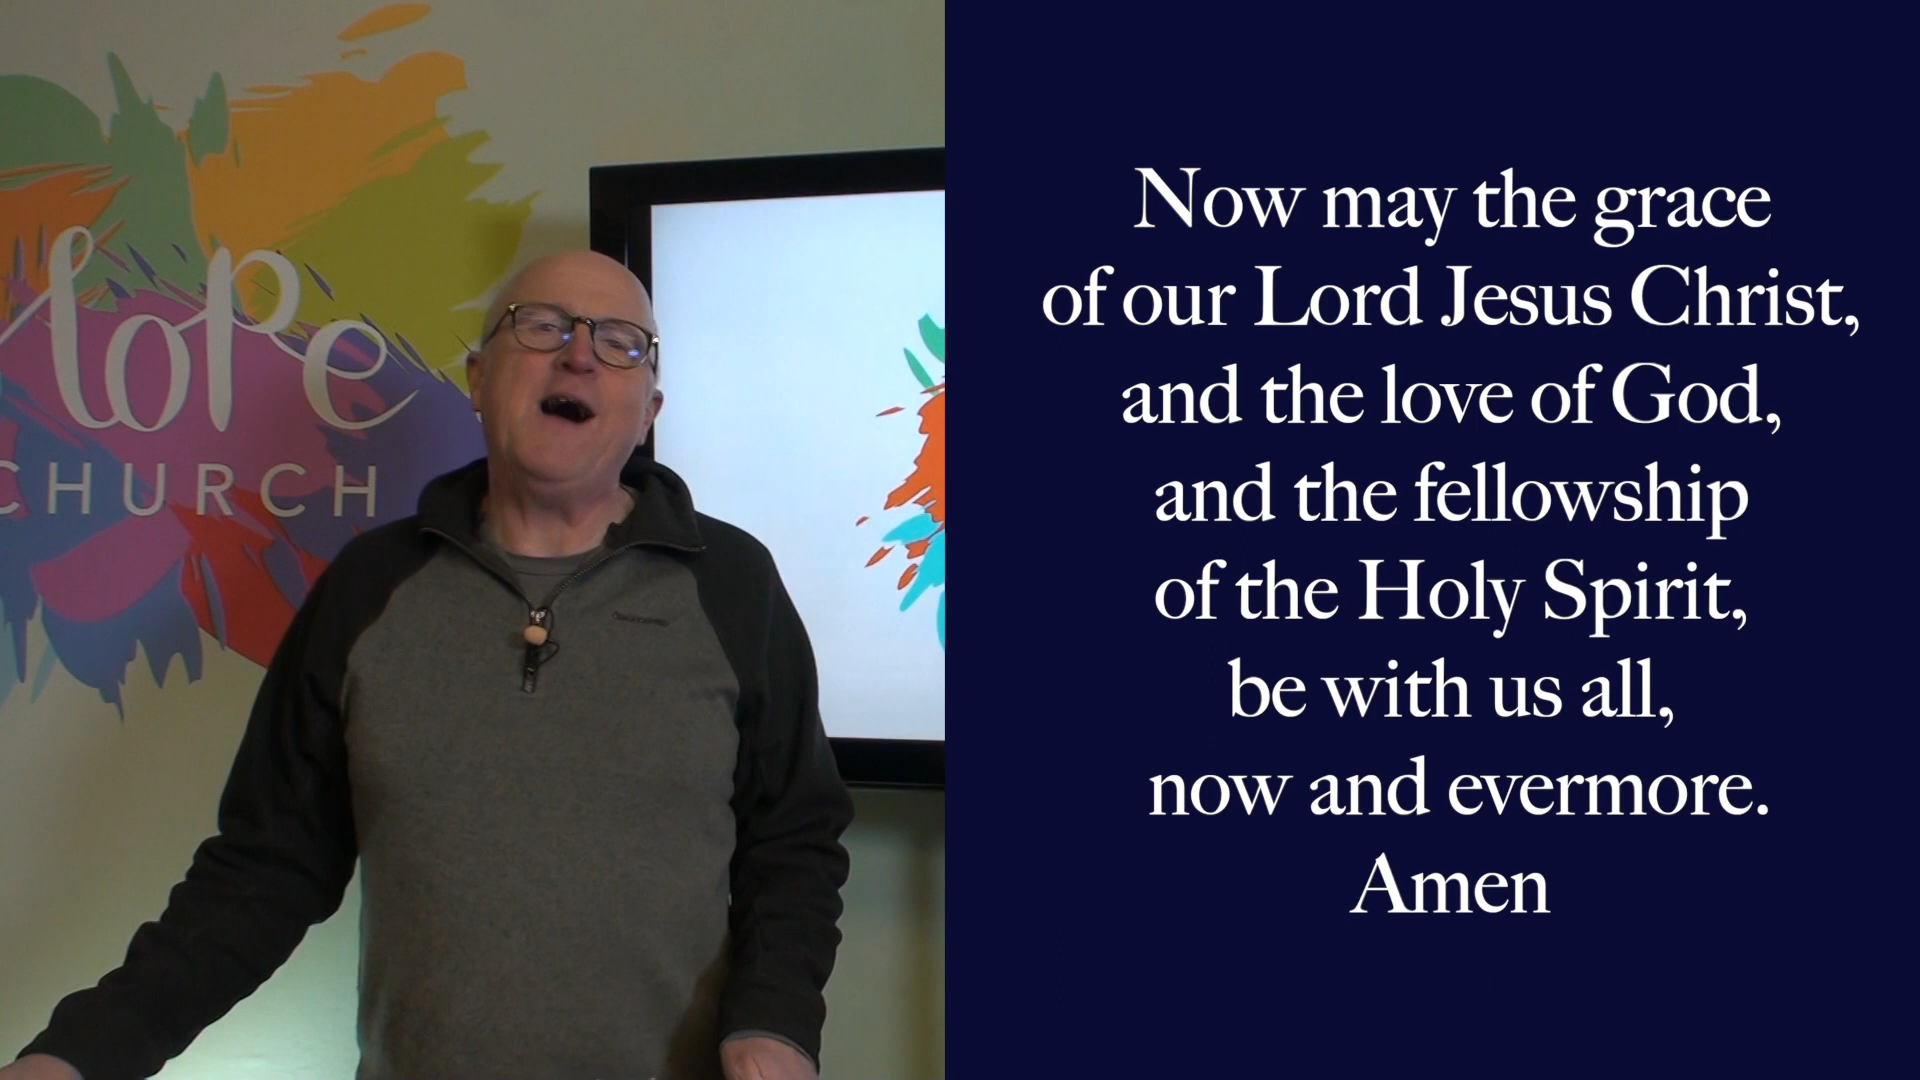 Hope
CHURCH
Now may the grace
of our Lord Jesus Christ,
and the love of God,
and the fellowship
of the Holy Spirit,
be with us all,
now and evermore.
Amen